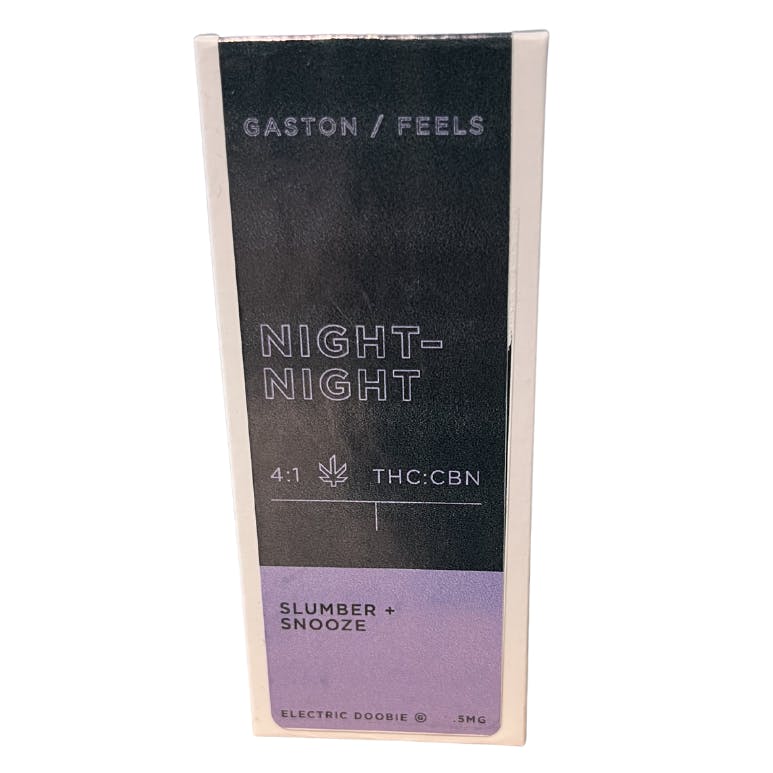 GASTON / FEELS
NIGHT-
NIGHT
4:1 THC:CBN
SLUMBER +
SNOOZE
ELECTRIC DOOBIE G .5MG